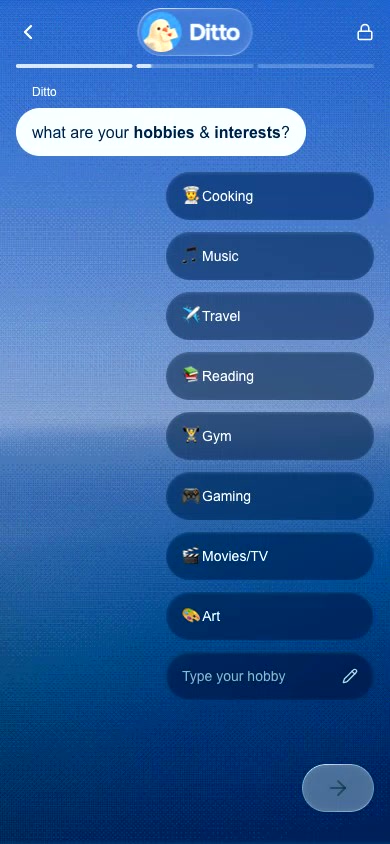 Ditto
Ditto
what are your hobbies & interests?
Cooking
Music
Travel
Reading
Gym
Gaming
Movies/TV
Art
Type your hobby